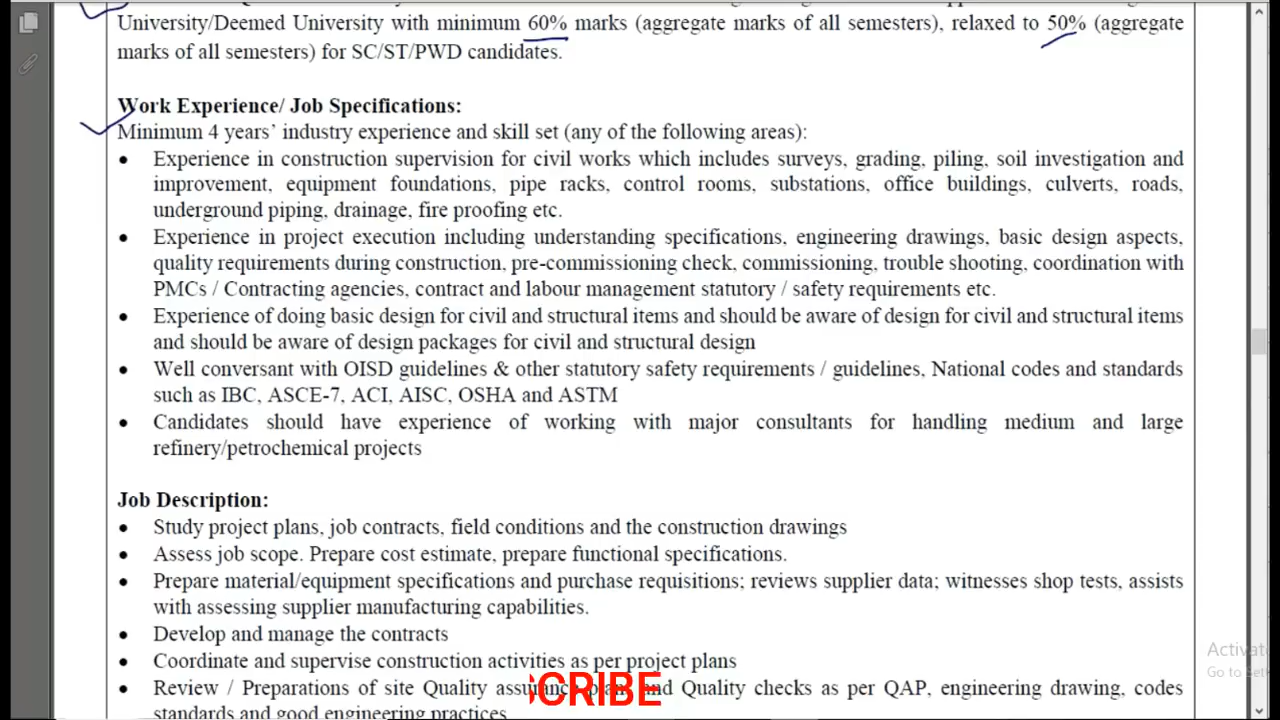 University/Deemed University with minimum 60% marks (aggregate marks of all semesters), relaxed to 50% (aggregate
marks of all semesters) for SC/ST/PWD candidates.
Work Experience/ Job Specifications:
Minimum 4 years’ industry experience and skill set (any of the following areas):
• Experience in construction supervision for civil works which includes surveys, grading, piling, soil investigation and
improvement, equipment foundations, pipe racks, control rooms, substations, office buildings, culverts, roads,
underground piping, drainage, fire proofing etc.
• Experience in project execution including understanding specifications, engineering drawings, basic design aspects,
quality requirements during construction, pre-commissioning check, commissioning, trouble shooting, coordination with
PMCs / Contracting agencies, contract and labour management statutory / safety requirements etc.
• Experience of doing basic design for civil and structural items and should be aware of design for civil and structural items
and should be aware of design packages for civil and structural design
• Well conversant with OISD guidelines & other statutory safety requirements / guidelines, National codes and standards
such as IBC, ASCE-7, ACI, AISC, OSHA and ASTM
• Candidates should have experience of working with major consultants for handling medium and large
refinery/petrochemical projects
Job Description:
• Study project plans, job contracts, field conditions and the construction drawings
• Assess job scope. Prepare cost estimate, prepare functional specifications.
• Prepare material/equipment specifications and purchase requisitions; reviews supplier data; witnesses shop tests, assists
with assessing supplier manufacturing capabilities.
• Develop and manage the contracts
• Coordinate and supervise construction activities as per project plans
• Review / Preparations of site Quality assurance plans and Quality checks as per QAP, engineering drawing, codes
standards and good engineering practices
CRIBE
Activate
Go to Sett